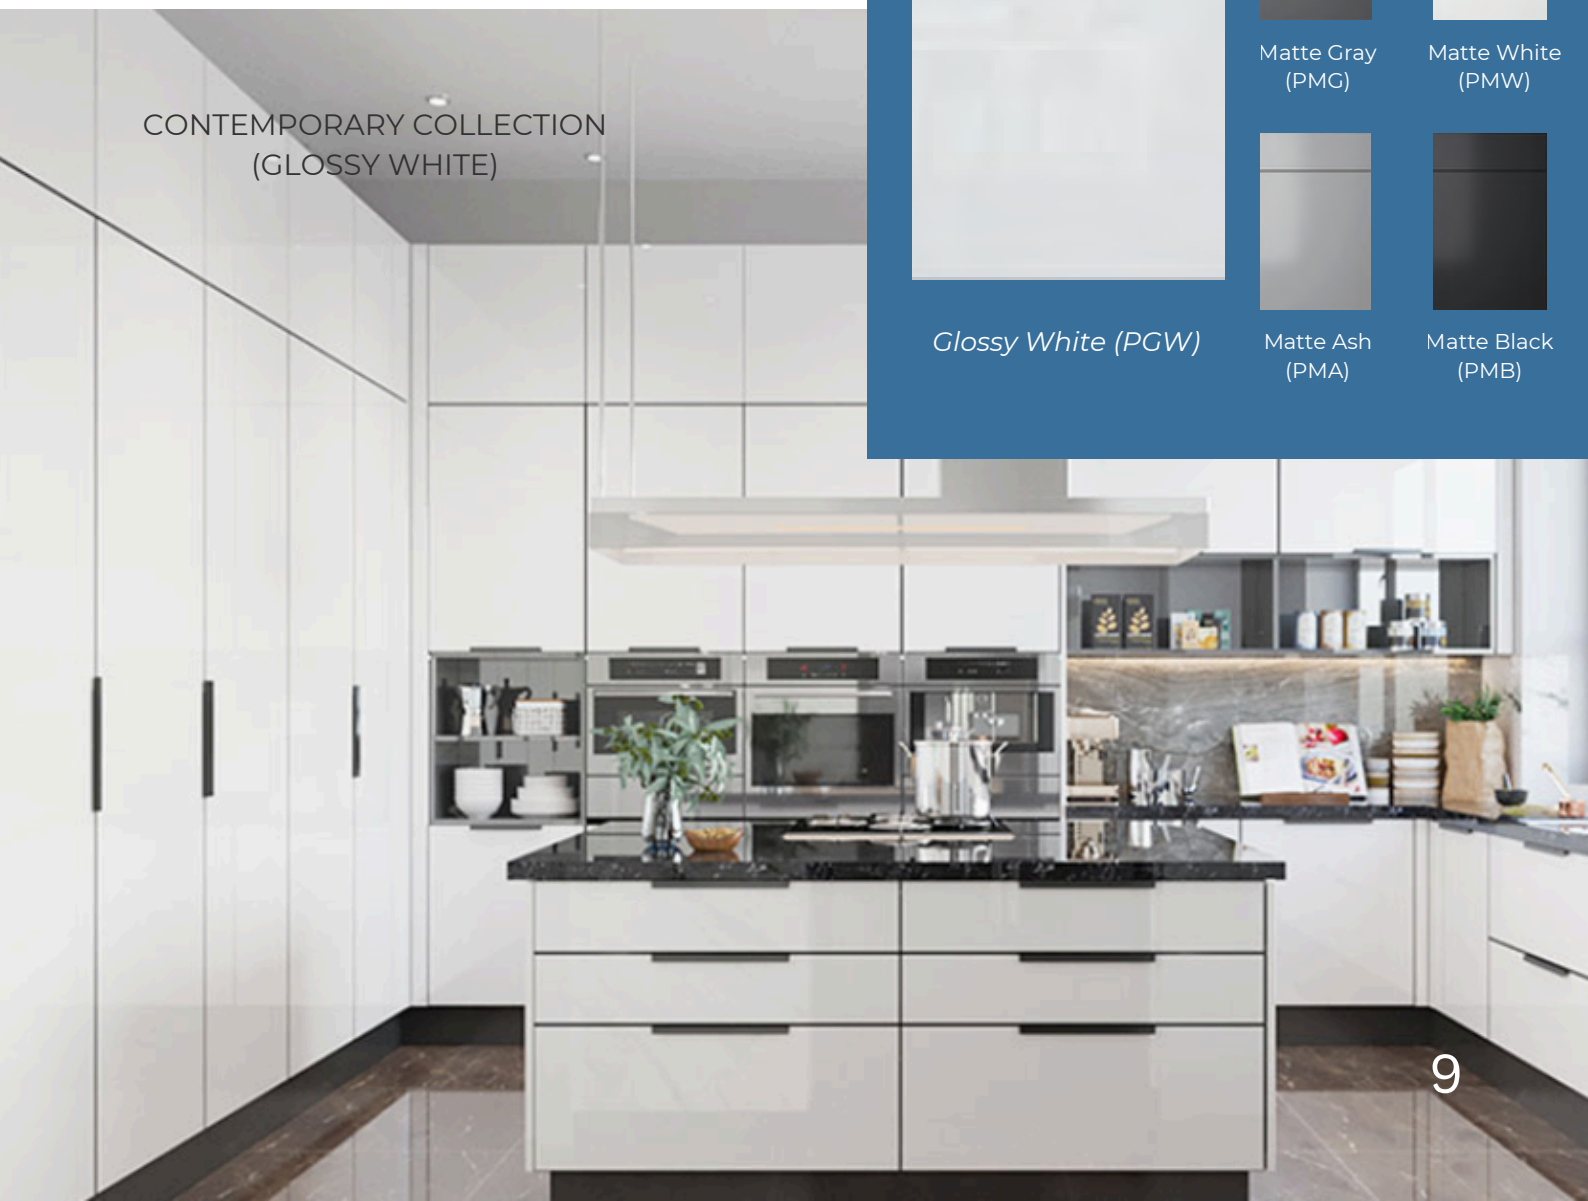 Matte Gray
(PMG)
Matte White
(PMW)
CONTEMPORARY COLLECTION
(GLOSSY WHITE)
Glossy White (PGW)
Matte Ash
(PMA)
Matte Black
(PMB)
9